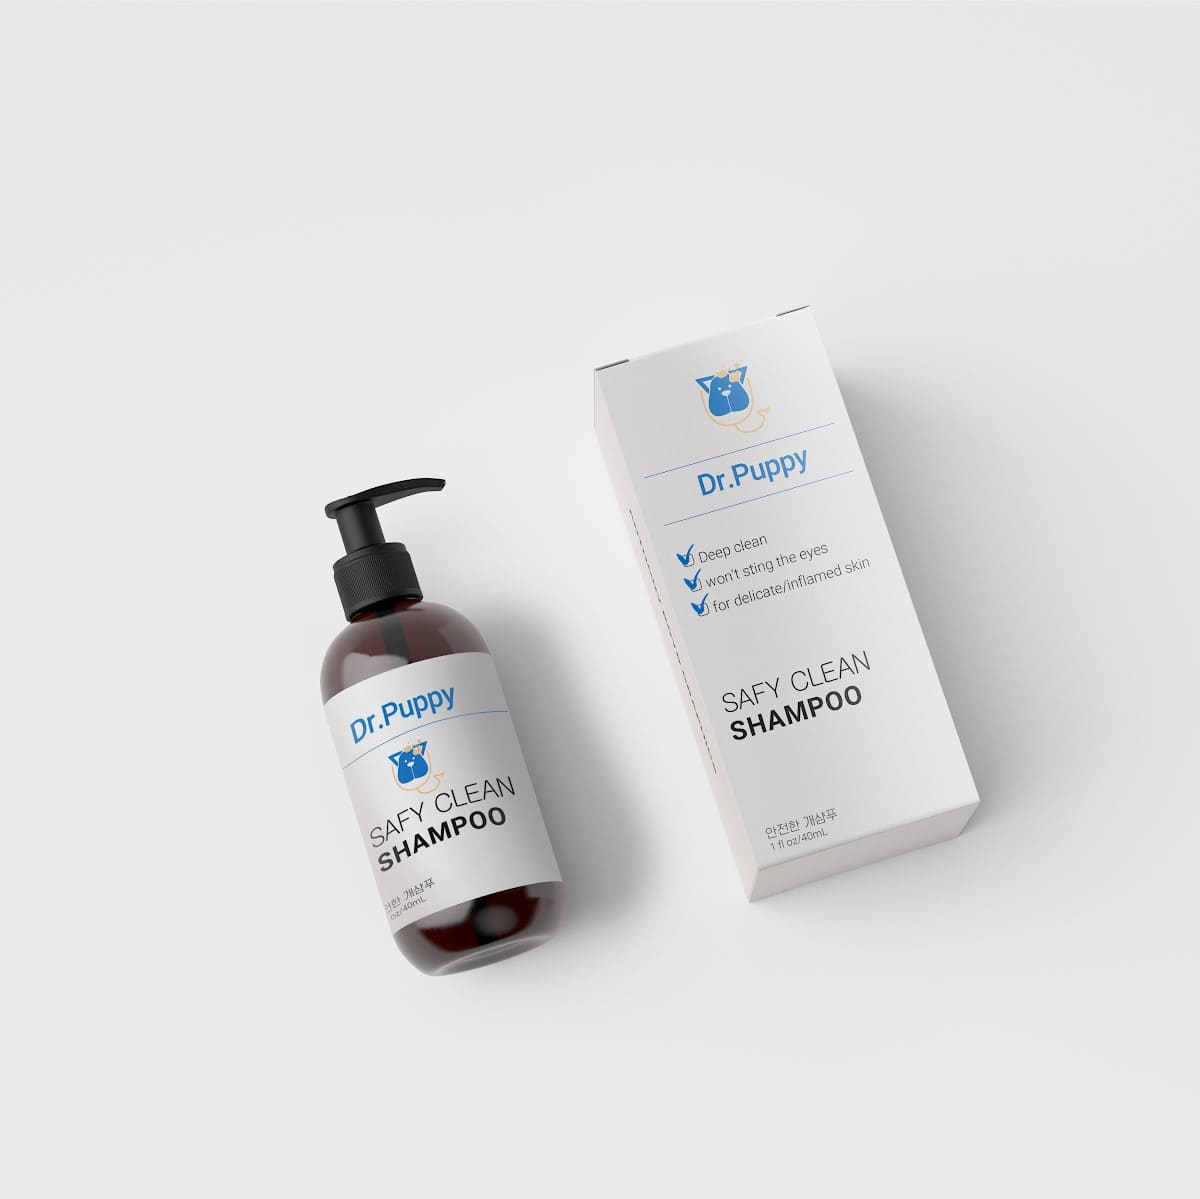 Dr.Puppy
SAFY CLEAN
SHAMPOO
전한 개샴푸
oz/40mL
Dr.Puppy
Deep clean
won't sting the eyes
for delicate/inflamed skin
SAFY CLEAN
SHAMPOO
안전한 개샴푸
1 fl oz/40mL